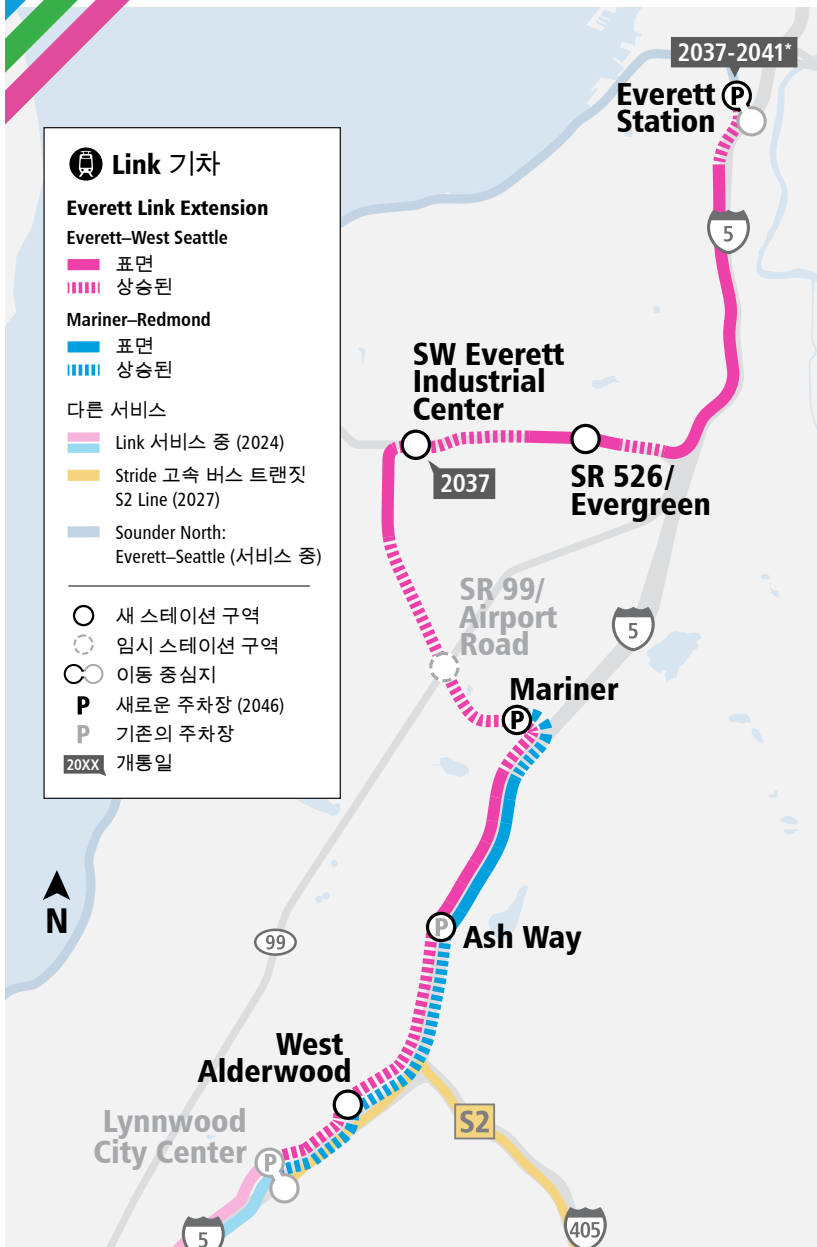 2037-2041*
Everett
Station
P
Link 기차
Everett Link Extension
Everett–West Seattle
표면
상승된
Mariner–Redmond
표면
상승된
다른 서비스
Link 서비스 중 (2024)
Stride 고속 버스 트랜짓
S2 Line (2027)
Sounder North:
Everett–Seattle (서비스 중)
새 스테이션 구역
임시 스테이션 구역
이동 중심지
P 새로운 주차장 (2046)
P 기존의 주차장
20XX 개통일
5
SW Everett
Industrial
Center
2037
SR 526/
Evergreen
SR 99/
Airport
Road
5
Mariner
P
N
P
Ash Way
99
West
Alderwood
S2
Lynnwood
City Center
P
5
405